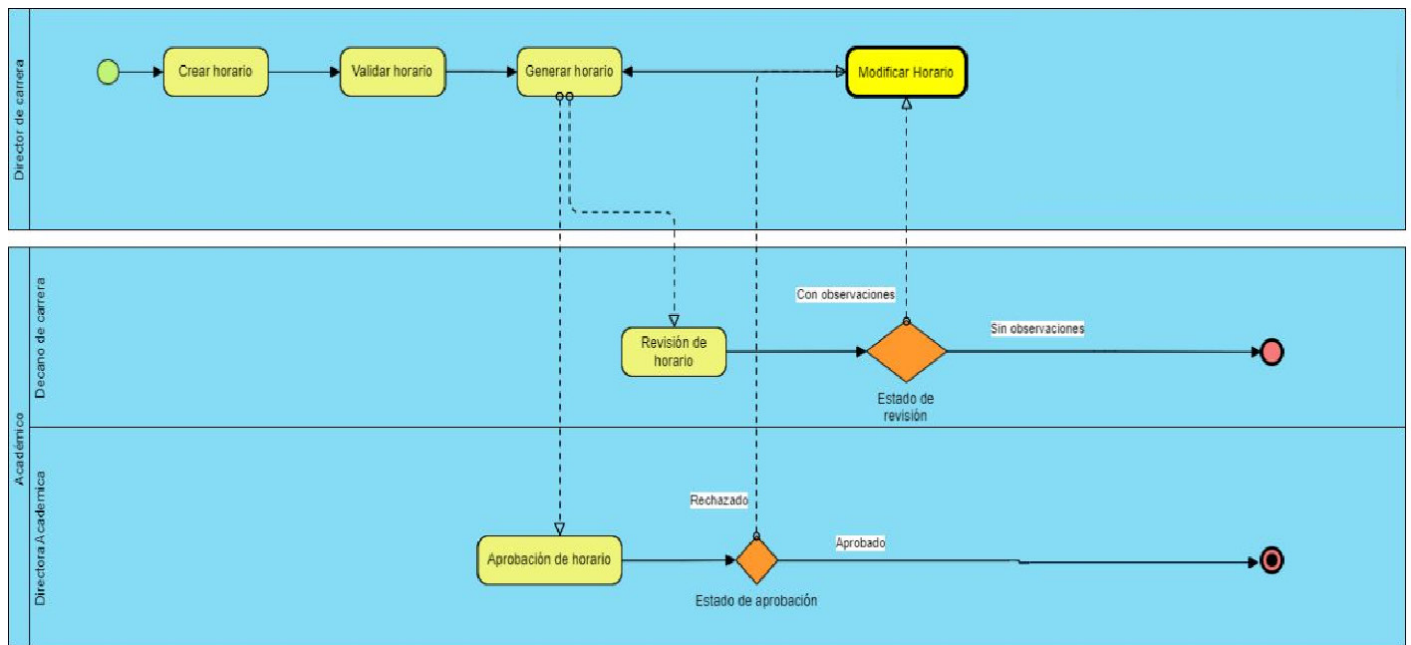 Director de carrera
Crear horario
Validar horario
Generar horario
Modificar Horario
Académico
Decano de carrera
Con observaciones
Sin observaciones
Revisión de
horario
Estado de
revisión
Directora Academica
Rechazado
Aprobado
Aprobación de horario
Estado de aprobación